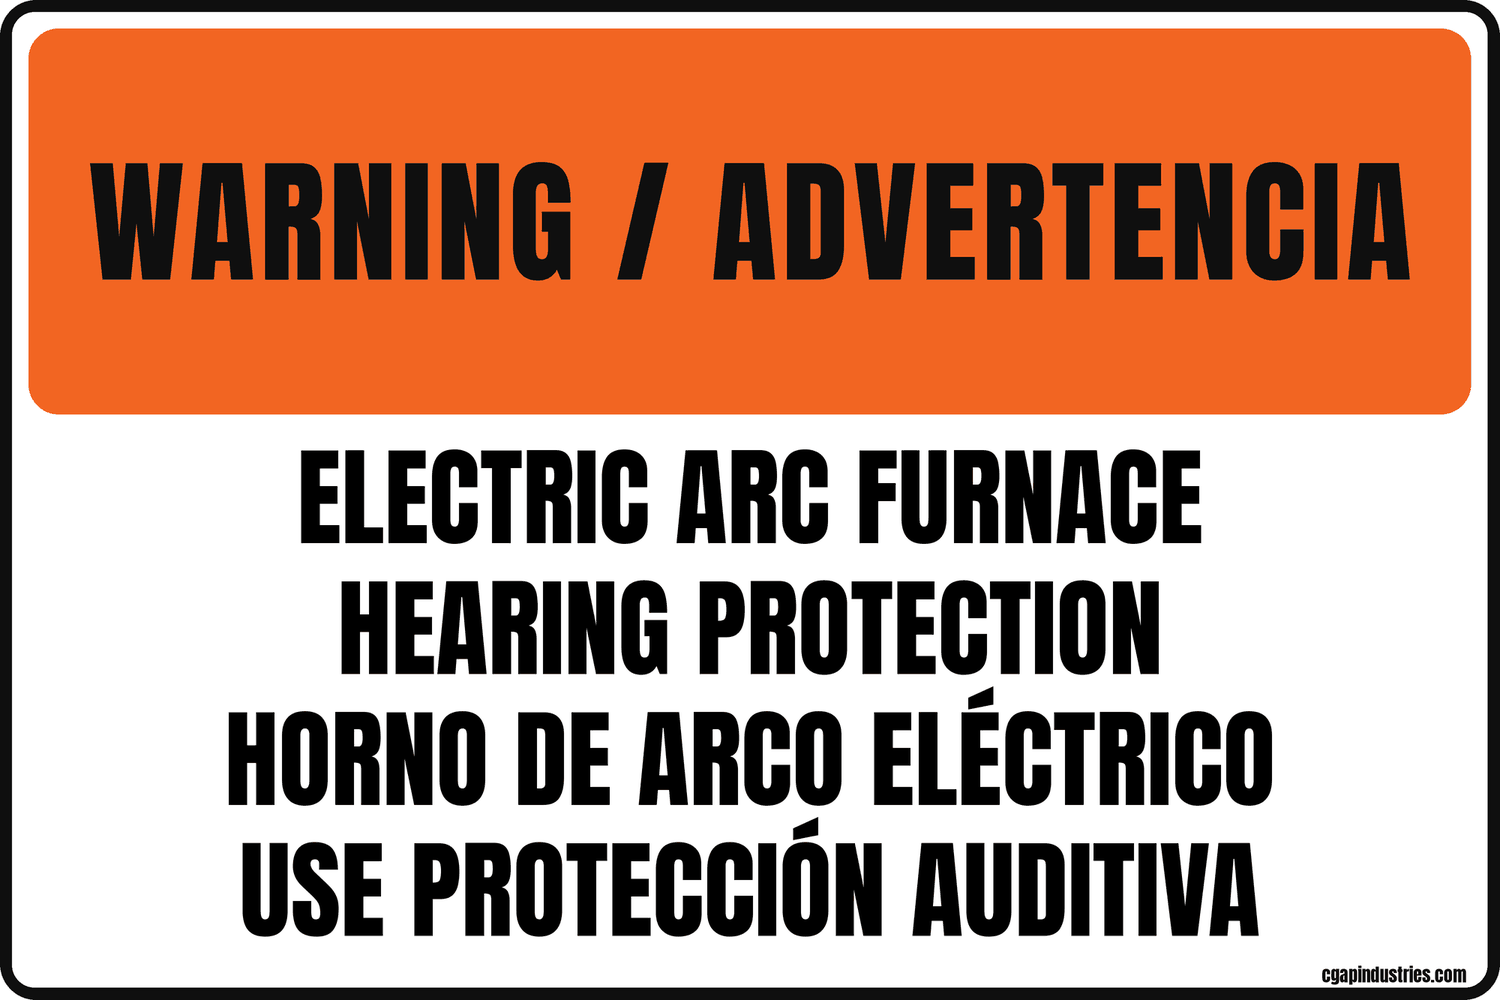 WARNING / ADVERTENCIA
ELECTRIC ARC FURNACE
HEARING PROTECTION
HORNO DE ARCO ELÉCTRICO
USE PROTECCIÓN AUDITIVA
cgapindustries.com